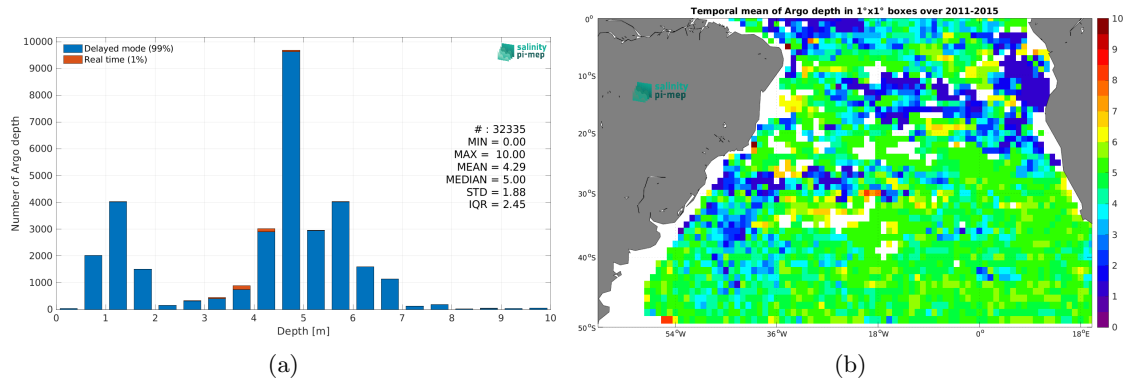 10000
9000
8000
7000
6000
5000
4000
3000
2000
1000
0
Number of Argo depth
Delayed mode (99%)
Real time (1%)
salinity
pi-mep
# : 32335
MIN = 0.00
MAX = 10.00
MEAN = 4.29
MEDIAN = 5.00
STD = 1.88
IQR = 2.45
0 1 2 3 4 5 6 7 8 9 10
Depth [m]
(a)
Temporal mean of Argo depth in 1°x1° boxes over 2011-2015
0°
10°S
20°S
30°S
40°S
50°S
salinity
pi-mep
54°W 36°W 18°W 0° 18°E
10
9
8
7
6
5
4
3
2
1
0
(b)